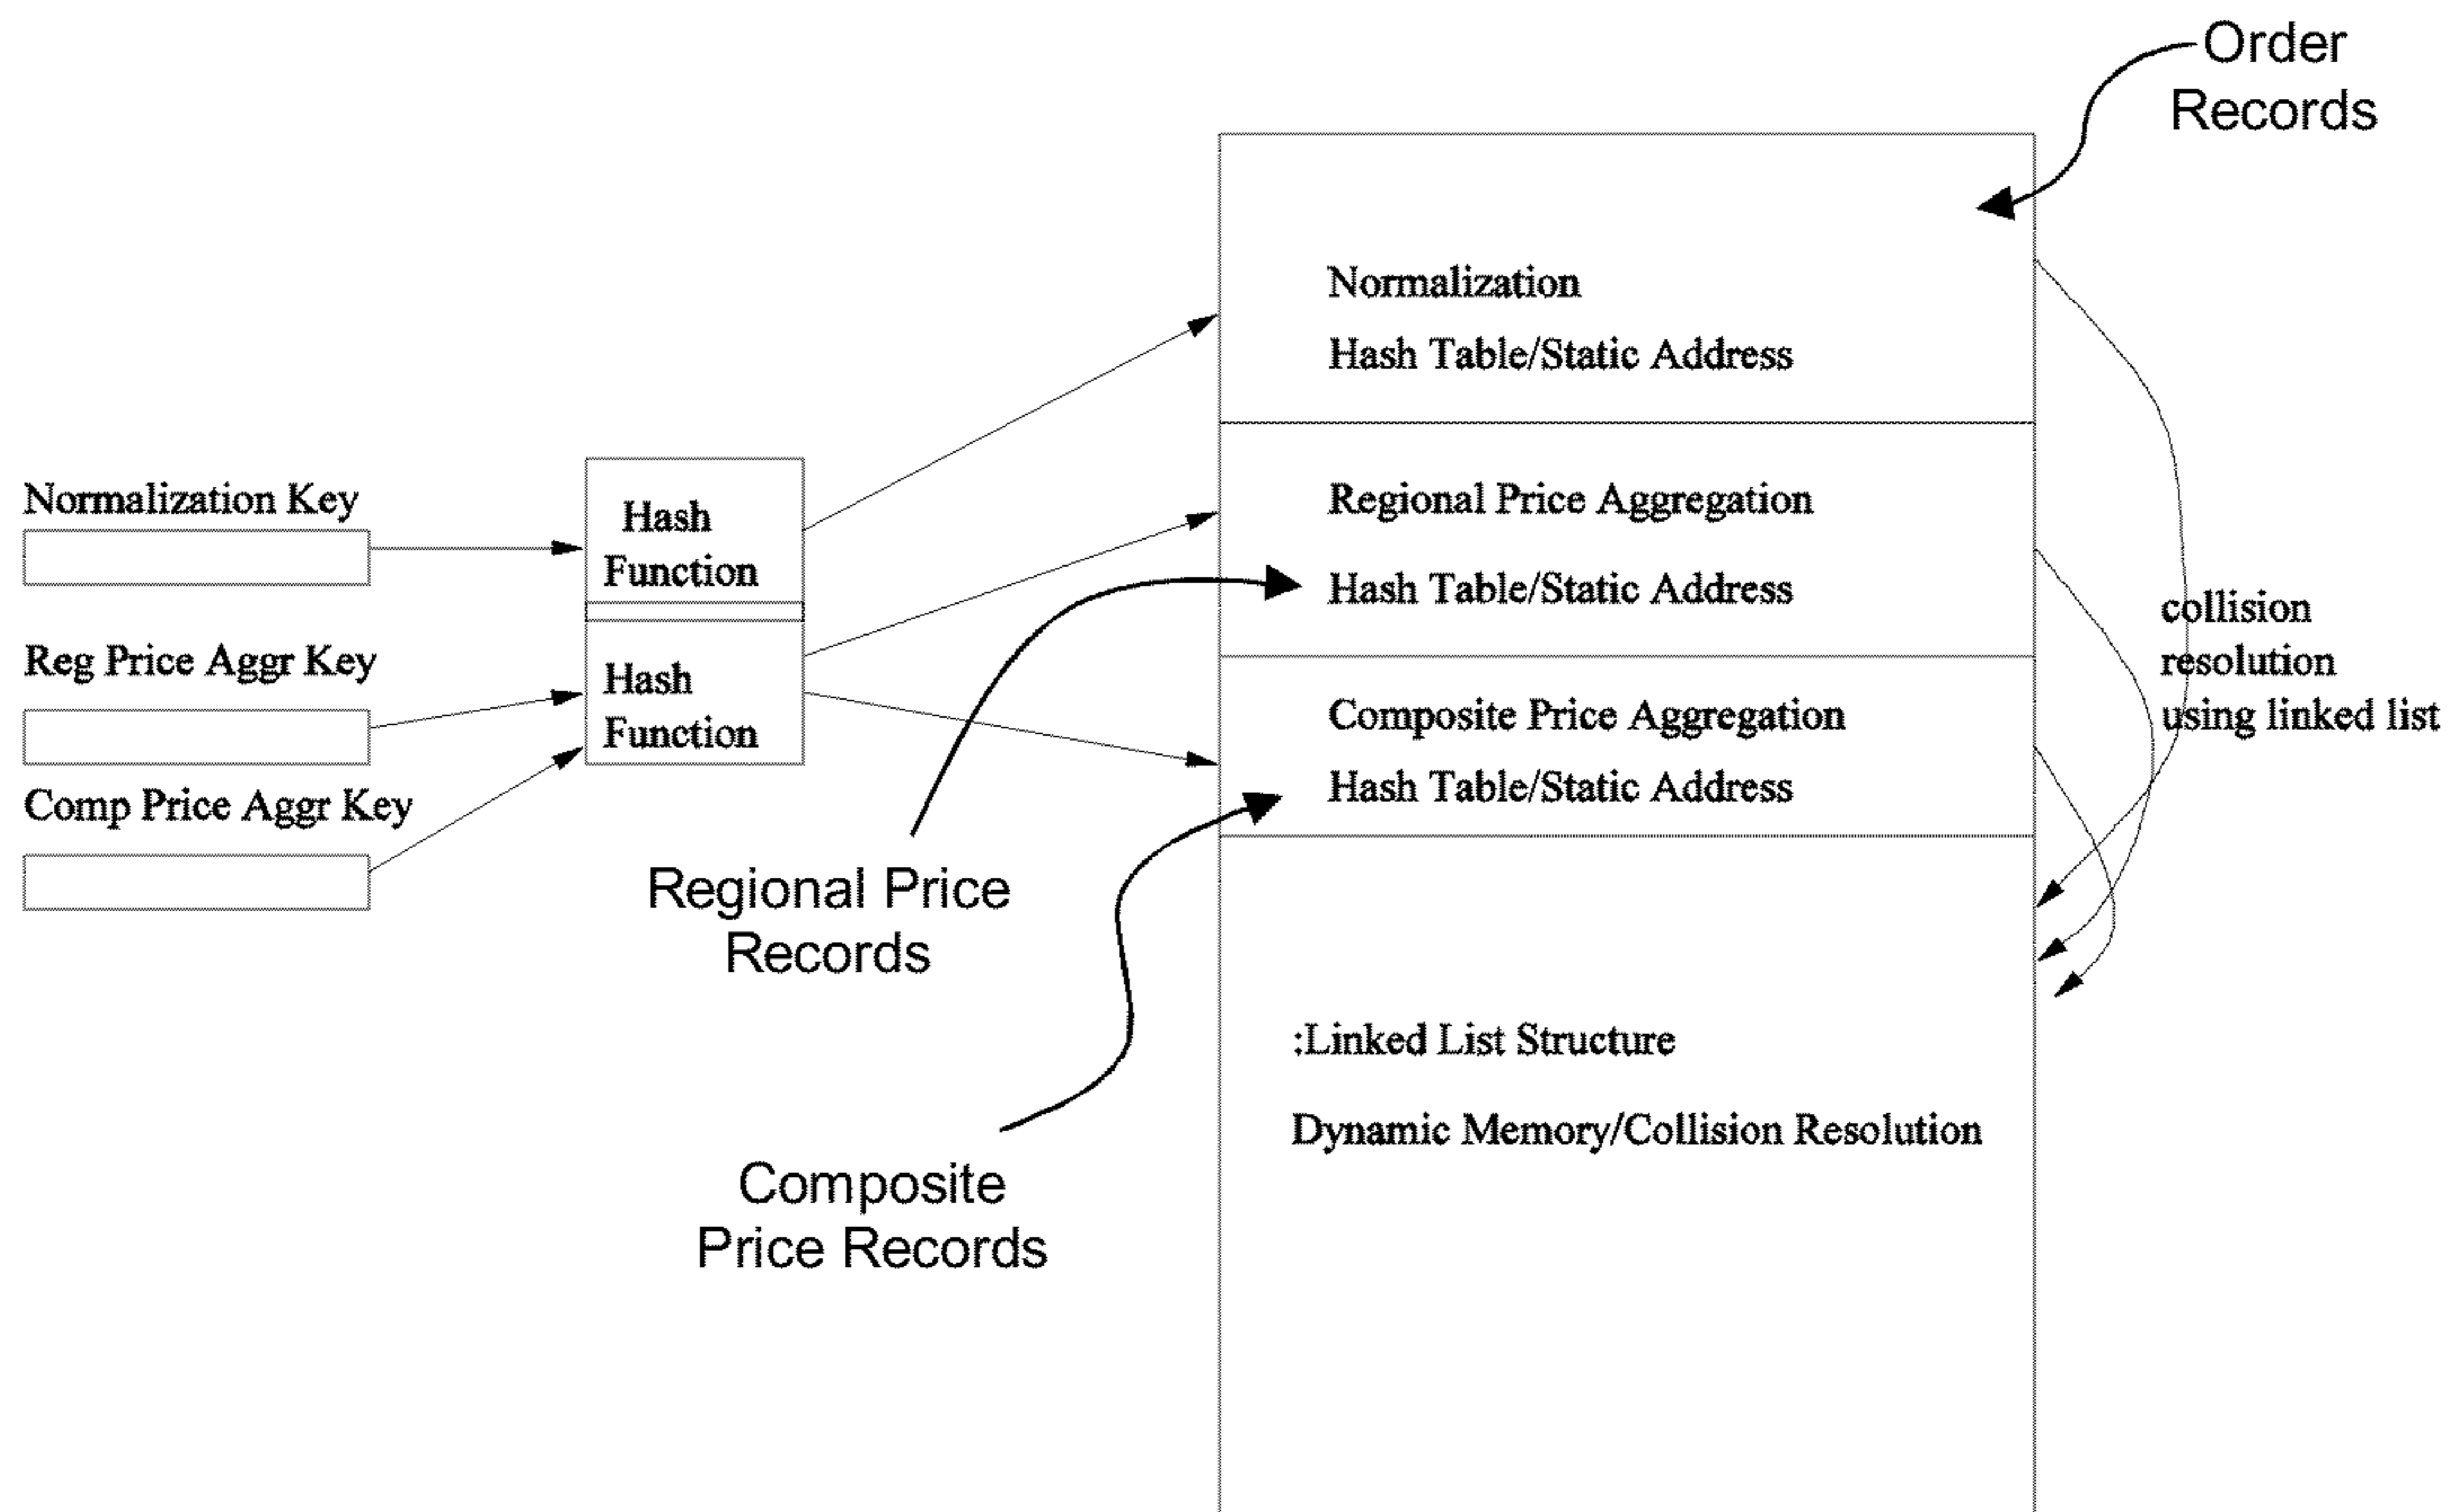 Order
Records
Normalization
Hash Table/Static Address
Normalization Key
Hash
Function
Regional Price Aggregation
Hash Table/Static Address
collision
resolution
using linked list
Reg Price Aggr Key
Hash
Function
Composite Price Aggregation
Hash Table/Static Address
Comp Price Aggr Key
Regional Price
Records
:Linked List Structure
Dynamic Memory/Collision Resolution
Composite
Price Records